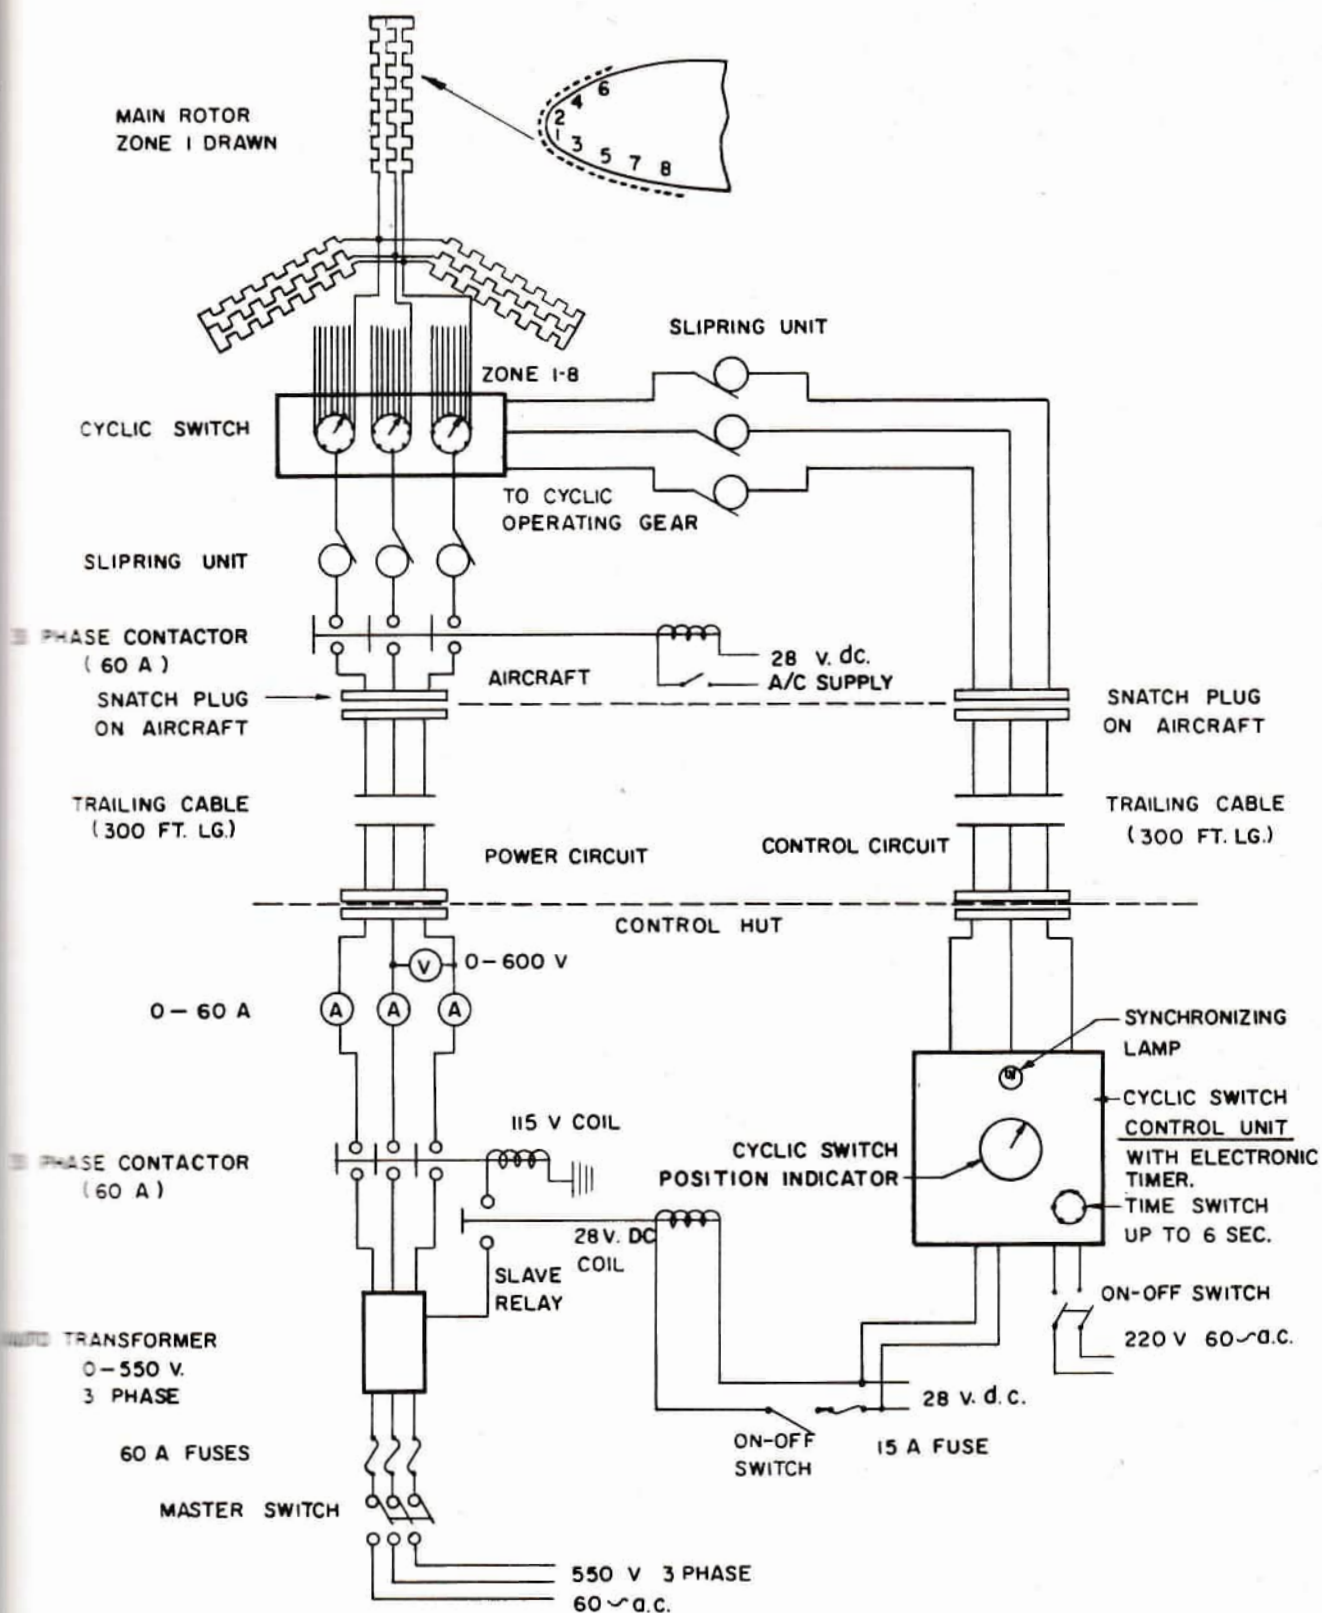 MAIN ROTOR
ZONE 1 DRAWN
6
4
2
1
3
5
7
8
SLIPRING UNIT
ZONE 1-8
CYCLIC SWITCH
TO CYCLIC
OPERATING GEAR
SLIPRING UNIT
3 PHASE CONTACTOR
(60 A)
28 v. dc.
A/C SUPPLY
AIRCRAFT
SNATCH PLUG
ON AIRCRAFT
SNATCH PLUG
ON AIRCRAFT
TRAILING CABLE
(300 FT. LG.)
TRAILING CABLE
(300 FT. LG.)
POWER CIRCUIT
CONTROL CIRCUIT
CONTROL HUT
V
0-600 V
0-60 A
A
A
A
SYNCHRONIZING
LAMP
115 V COIL
CYCLIC SWITCH
CONTROL UNIT
WITH ELECTRONIC
TIMER.
CYCLIC SWITCH
POSITION INDICATOR
3 PHASE CONTACTOR
(60 A)
TIME SWITCH
UP TO 6 SEC.
28 V. DC
COIL
SLAVE
RELAY
ON-OFF SWITCH
220 V 60~a.c.
TRANSFORMER
0-550 V.
3 PHASE
28 v. d.c.
ON-OFF
SWITCH
15 A FUSE
60 A FUSES
MASTER SWITCH
550 V 3 PHASE
60~a.c.